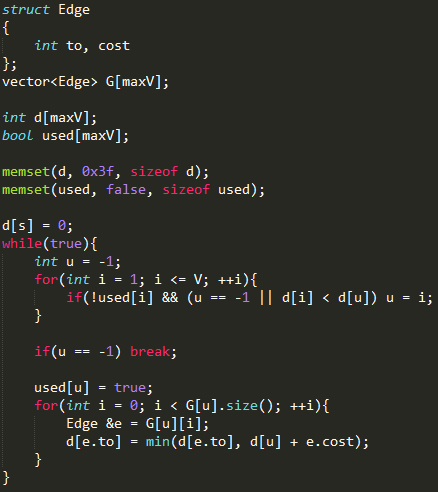 struct Edge
{
    int to, cost
};
vector<Edge> G[maxV];

int d[maxV];
bool used[maxV];

memset(d, 0x3f, sizeof d);
memset(used, false, sizeof used);

d[s] = 0;
while(true){
    int u = -1;
    for(int i = 1; i <= V; ++i){
        if(!used[i] && (u == -1 || d[i] < d[u]) u = i;
    }

    if(u == -1) break;

    used[u] = true;
    for(int i = 0; i < G[u].size(); ++i){
        Edge &e = G[u][i];
        d[e.to] = min(d[e.to], d[u] + e.cost);
    }
}